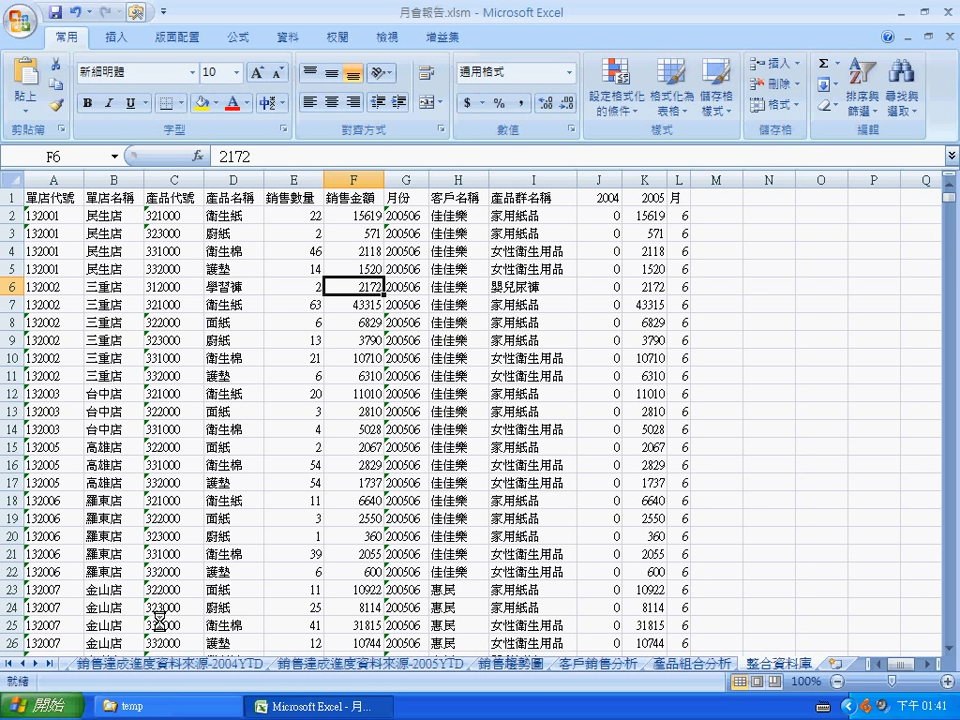 月會報告.xlsm - Microsoft Excel
常用 插入 版面配置 公式 資料 校閱 檢視 增益集
貼上 新細明體 10 通用格式 設定格式化的條件 格式化為表格 儲存格樣式 插入 刪除 格式 排序與篩選 尋找與選取
剪貼簿 字型 對齊方式 數值 樣式 儲存格 編輯
F6 fx 2172
A B C D E F G H I J K L M N O P Q
1 單店代號 單店名稱 產品代號 產品名稱 銷售數量 銷售金額 月份 客戶名稱 產品群名稱 2004 2005 月
2 132001 民生店 321000 衛生紙 22 15619 200506 佳佳樂 家用紙品 0 15619 6
3 132001 民生店 323000 廚紙 2 571 200506 佳佳樂 家用紙品 0 571 6
4 132001 民生店 331000 衛生棉 46 2118 200506 佳佳樂 女性衛生用品 0 2118 6
5 132001 民生店 332000 護墊 14 1520 200506 佳佳樂 女性衛生用品 0 1520 6
6 132002 三重店 312000 學習褲 2 2172 200506 佳佳樂 嬰兒尿褲 0 2172 6
7 132002 三重店 321000 衛生紙 63 43315 200506 佳佳樂 家用紙品 0 43315 6
8 132002 三重店 322000 面紙 6 6829 200506 佳佳樂 家用紙品 0 6829 6
9 132002 三重店 323000 廚紙 13 3790 200506 佳佳樂 家用紙品 0 3790 6
10 132002 三重店 331000 衛生棉 21 10710 200506 佳佳樂 女性衛生用品 0 10710 6
11 132002 三重店 332000 護墊 6 6310 200506 佳佳樂 女性衛生用品 0 6310 6
12 132003 台中店 321000 衛生紙 20 11010 200506 佳佳樂 家用紙品 0 11010 6
13 132003 台中店 322000 面紙 3 2810 200506 佳佳樂 家用紙品 0 2810 6
14 132003 台中店 331000 衛生棉 4 5028 200506 佳佳樂 女性衛生用品 0 5028 6
15 132005 高雄店 322000 面紙 2 2067 200506 佳佳樂 家用紙品 0 2067 6
16 132005 高雄店 331000 衛生棉 54 2829 200506 佳佳樂 女性衛生用品 0 2829 6
17 132005 高雄店 332000 護墊 54 1737 200506 佳佳樂 女性衛生用品 0 1737 6
18 132006 羅東店 321000 衛生紙 11 6640 200506 佳佳樂 家用紙品 0 6640 6
19 132006 羅東店 322000 面紙 3 2550 200506 佳佳樂 家用紙品 0 2550 6
20 132006 羅東店 323000 廚紙 1 360 200506 佳佳樂 家用紙品 0 360 6
21 132006 羅東店 331000 衛生棉 39 2055 200506 佳佳樂 女性衛生用品 0 2055 6
22 132006 羅東店 332000 護墊 6 600 200506 佳佳樂 女性衛生用品 0 600 6
23 132007 金山店 322000 面紙 11 10922 200506 惠民 家用紙品 0 10922 6
24 132007 金山店 323000 廚紙 25 8114 200506 惠民 家用紙品 0 8114 6
25 132007 金山店 衛生棉 41 31815 200506 惠民 女性衛生用品 0 31815 6
26 132007 金山店 332000 護墊 12 10744 200506 惠民 女性衛生用品 0 10744 6
銷售達成進度資料來源-2004YTD 銷售達成進度資料來源-2005YTD 銷售趨勢圖 客戶銷售分析 產品組合分析 整合資料庫
就緒 100%
開始 temp Microsoft Excel - 月... 下午 01:41